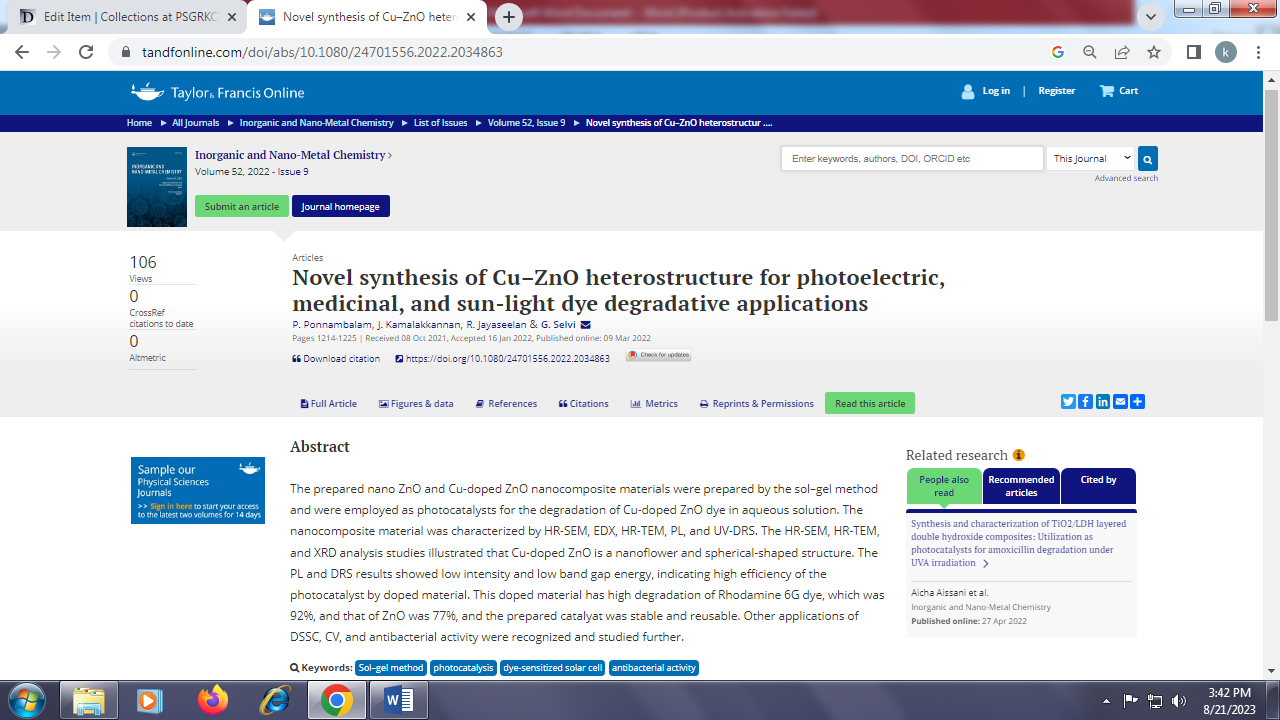 Edit Item | Collections at PSGRKC
Novel synthesis of Cu–ZnO heter
tandfonline.com/doi/abs/10.1080/24701556.2022.2034863
k
Taylor & Francis Online
Log in | Register Cart
Home ▶ All Journals ▶ Inorganic and Nano-Metal Chemistry ▶ List of Issues ▶ Volume 52, Issue 9 ▶ Novel synthesis of Cu–ZnO heterostructur ....
INORGANIC AND
NANO-METAL CHEMISTRY
Inorganic and Nano-Metal Chemistry ›
Volume 52, 2022 - Issue 9
Submit an article Journal homepage
Enter keywords, authors, DOI, ORCID etc
This Journal
Advanced search
106
Views
0
CrossRef
citations to date
0
Altmetric
Articles
Novel synthesis of Cu–ZnO heterostructure for photoelectric,
medicinal, and sun-light dye degradative applications
P. Ponnambalam, J. Kamalakkannan, R. Jayaseelan & G. Selvi
Pages 1214-1225 | Received 08 Oct 2021, Accepted 16 Jan 2022, Published online: 09 Mar 2022
Download citation https://doi.org/10.1080/24701556.2022.2034863 Check for updates
Full Article Figures & data References Citations Metrics Reprints & Permissions Read this article
Sample our
Physical Sciences
Journals
>> Sign in here to start your access
to the latest two volumes for 14 days
Abstract
The prepared nano ZnO and Cu-doped ZnO nanocomposite materials were prepared by the sol–gel method
and were employed as photocatalysts for the degradation of Cu-doped ZnO dye in aqueous solution. The
nanocomposite material was characterized by HR-SEM, EDX, HR-TEM, PL, and UV-DRS. The HR-SEM, HR-TEM,
and XRD analysis studies illustrated that Cu-doped ZnO is a nanoflower and spherical-shaped structure. The
PL and DRS results showed low intensity and low band gap energy, indicating high efficiency of the
photocatalyst by doped material. This doped material has high degradation of Rhodamine 6G dye, which was
92%, and that of ZnO was 77%, and the prepared catalyat was stable and reusable. Other applications of
DSSC, CV, and antibacterial activity were recognized and studied further.
Keywords: Sol–gel method photocatalysis dye-sensitized solar cell antibacterial activity
Related research
People also
read
Recommended
articles
Cited by
Synthesis and characterization of TiO2/LDH layered
double hydroxide composites: Utilization as
photocatalysts for amoxicillin degradation under
UVA irradiation
Aicha Aissani et al.
Inorganic and Nano-Metal Chemistry
Published online: 27 Apr 2022
3:42 PM
8/21/2023